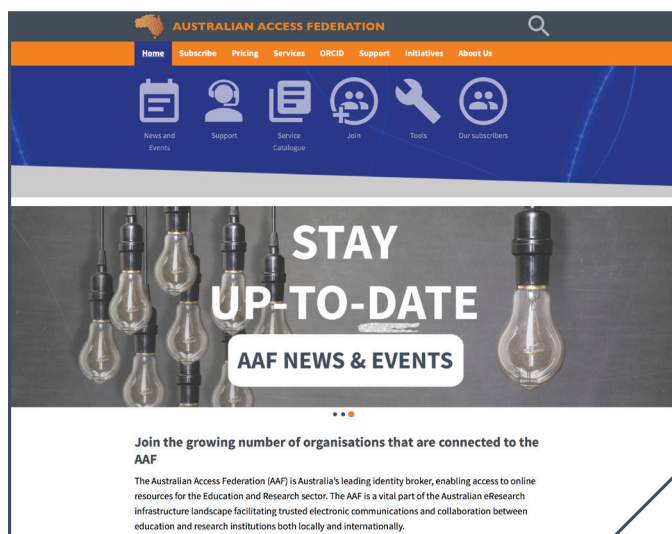 AUSTRALIAN ACCESS FEDERATION
Home Subscribe Pricing Services ORCID Support Initiatives About Us
News and Events
Support
Service Catalogue
Join
Tools
Our subscribers
STAY
UP-TO-DATE
AAF NEWS & EVENTS
Join the growing number of organisations that are connected to the
AAF
The Australian Access Federation (AAF) is Australia's leading identity broker, enabling access to online
resources for the Education and Research sector. The AAF is a vital part of the Australian eResearch
infrastructure landscape facilitating trusted electronic communications and collaboration between
education and research institutions both locally and internationally.